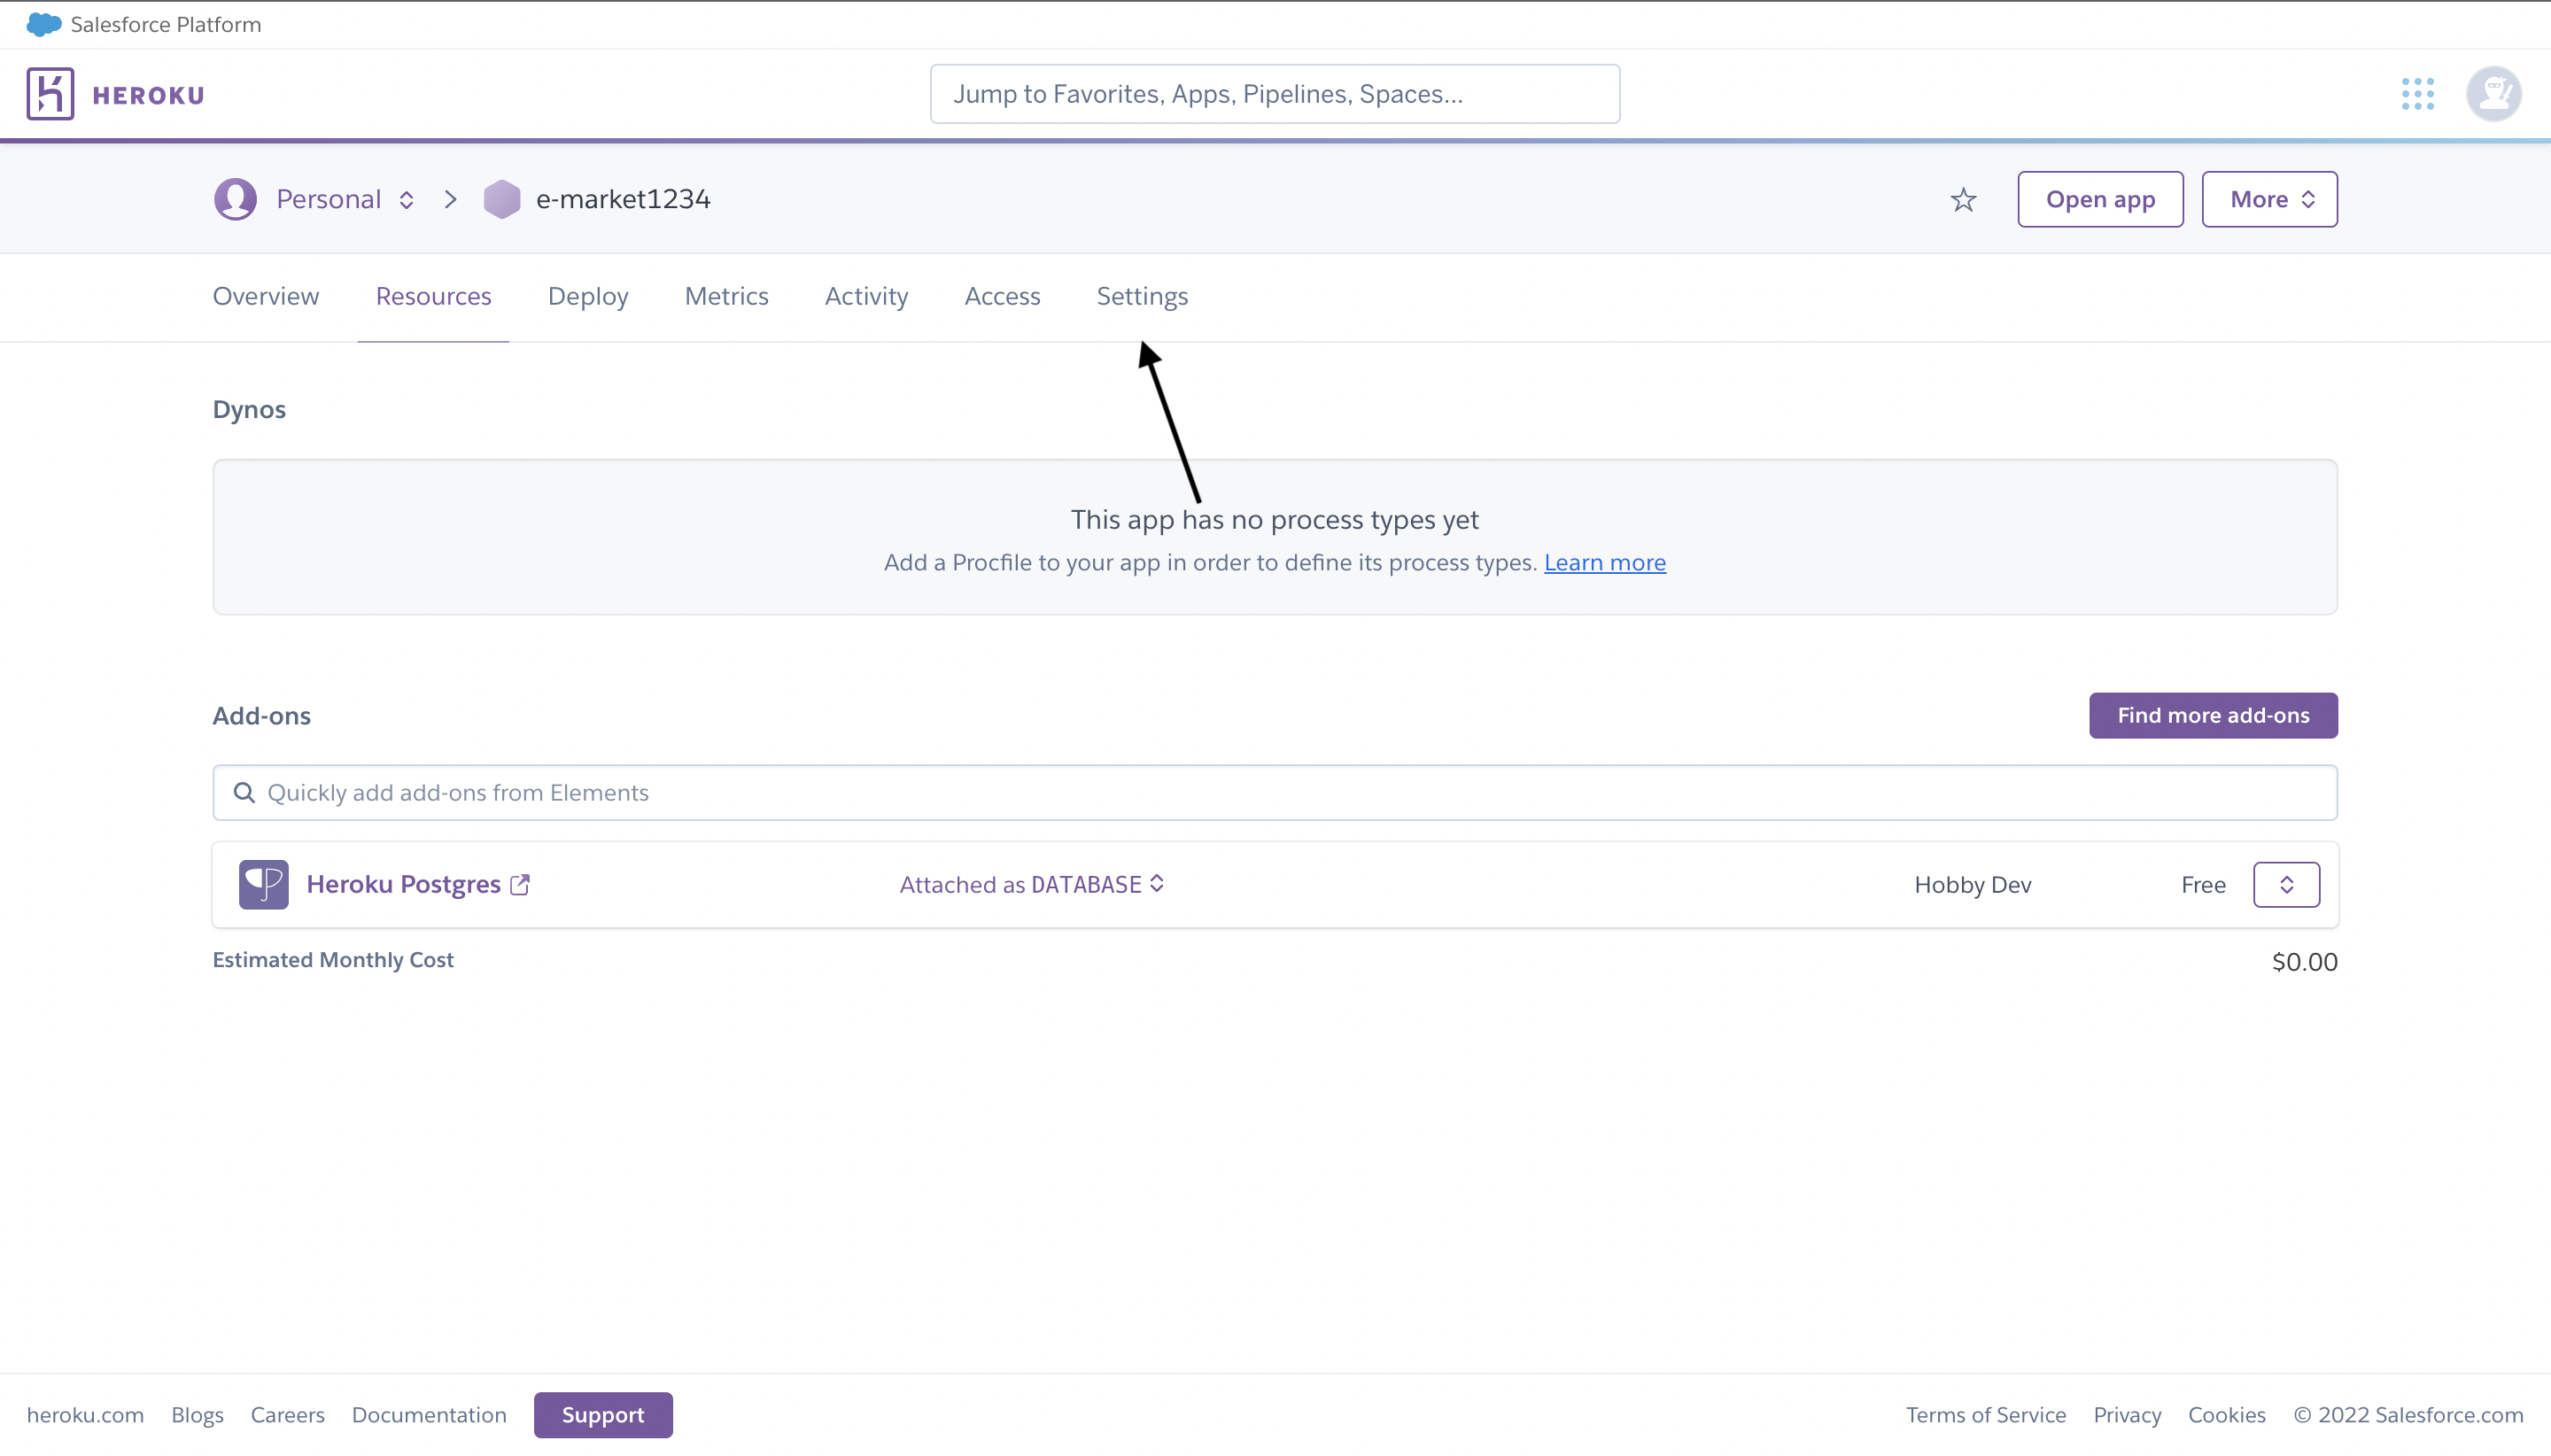 Salesforce Platform
HEROKU
Jump to Favorites, Apps, Pipelines, Spaces...
Personal e-market1234
Open app
More
Overview Resources Deploy Metrics Activity Access Settings
Dynos
This app has no process types yet
Add a Procfile to your app in order to define its process types. Learn more
Add-ons
Find more add-ons
Quickly add add-ons from Elements
Heroku Postgres Attached as DATABASE Hobby Dev Free
Estimated Monthly Cost $0.00
heroku.com Blogs Careers Documentation Support Terms of Service Privacy Cookies © 2022 Salesforce.com